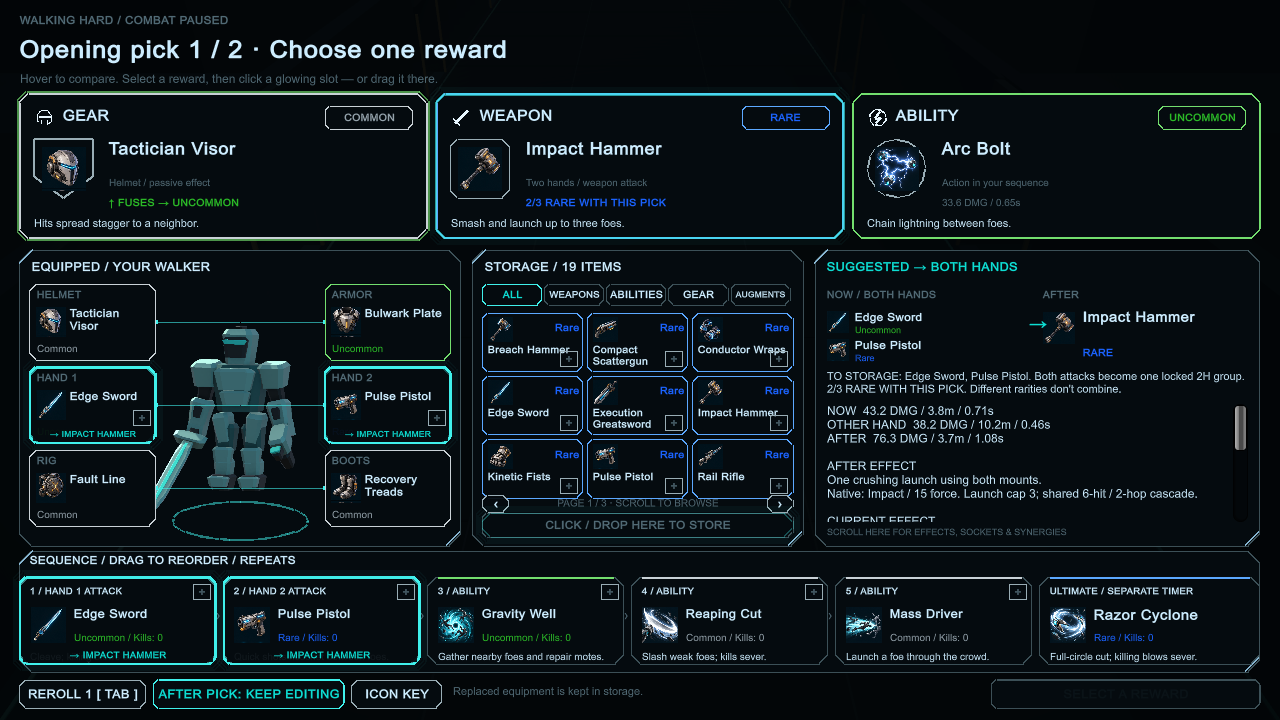 WALKING HARD / COMBAT PAUSED
Opening pick 1 / 2 · Choose one reward
Hover to compare. Select a reward, then click a glowing slot — or drag it there.
GEAR
COMMON
Tactician Visor
Helmet / passive effect
↑ FUSES → UNCOMMON
Hits spread stagger to a neighbor.
WEAPON
RARE
Impact Hammer
Two hands / weapon attack
2/3 RARE WITH THIS PICK
Smash and launch up to three foes.
ABILITY
UNCOMMON
Arc Bolt
Action in your sequence
33.6 DMG / 0.65s
Chain lightning between foes.
EQUIPPED / YOUR WALKER
HELMET
Tactician
Visor
Common
ARMOR
Bulwark Plate
Uncommon
HAND 1
Edge Sword
+
→ IMPACT HAMMER
HAND 2
Pulse Pistol
+
→ IMPACT HAMMER
RIG
Fault Line
Common
BOOTS
Recovery
Treads
Common
STORAGE / 19 ITEMS
ALL WEAPONS ABILITIES GEAR AUGMENTS
Rare
Breach Hammer
+
Rare
Compact
Scattergun
+
Rare
Conductor Wraps
+
Rare
Edge Sword
+
Rare
Execution
Greatsword
+
Rare
Impact Hammer
+
Rare
Kinetic Fists
+
Rare
Pulse Pistol
+
Rare
Rail Rifle
+
‹ PAGE 1 / 3 · SCROLL TO BROWSE ›
CLICK / DROP HERE TO STORE
SUGGESTED → BOTH HANDS
NOW / BOTH HANDS
AFTER
Edge Sword
Uncommon
Pulse Pistol
Rare
→
Impact Hammer
RARE
TO STORAGE: Edge Sword, Pulse Pistol. Both attacks become one locked 2H group.
2/3 RARE WITH THIS PICK. Different rarities don't combine.
NOW 43.2 DMG / 3.8m / 0.71s
OTHER HAND 38.2 DMG / 10.2m / 0.46s
AFTER 76.3 DMG / 3.7m / 1.08s
AFTER EFFECT
One crushing launch using both mounts.
Native: Impact / 15 force. Launch cap 3; shared 6-hit / 2-hop cascade.
CURRENT EFFECT
SCROLL HERE FOR EFFECTS, SOCKETS & SYNERGIES
SEQUENCE / DRAG TO REORDER / REPEATS
1 / HAND 1 ATTACK
+
Edge Sword
Uncommon / Kills: 0
→ IMPACT HAMMER
2 / HAND 2 ATTACK
+
Pulse Pistol
Rare / Kills: 0
→ IMPACT HAMMER
3 / ABILITY
+
Gravity Well
Uncommon / Kills: 0
Gather nearby foes and repair motes.
4 / ABILITY
+
Reaping Cut
Common / Kills: 0
Slash weak foes; kills sever.
5 / ABILITY
+
Mass Driver
Common / Kills: 0
Launch a foe through the crowd.
ULTIMATE / SEPARATE TIMER
Razor Cyclone
Rare / Kills: 0
Full-circle cut; killing blows sever.
REROLL 1 [ TAB ]
AFTER PICK: KEEP EDITING
ICON KEY
Replaced equipment is kept in storage.
SELECT A REWARD